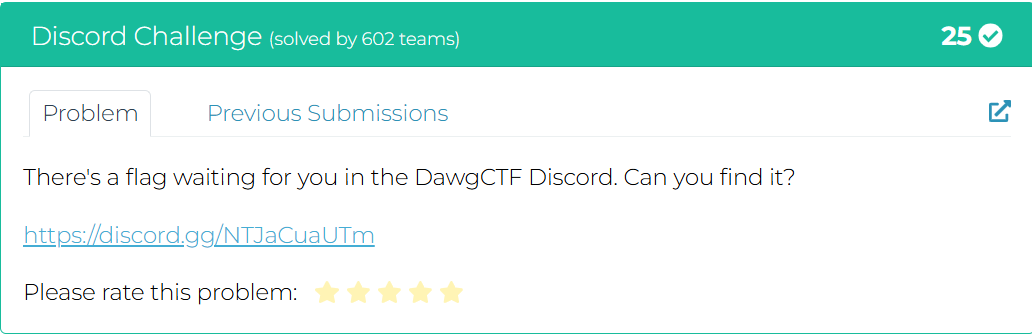 Discord Challenge (solved by 602 teams) 25
Problem Previous Submissions
There's a flag waiting for you in the DawgCTF Discord. Can you find it?
https://discord.gg/NTJaCuaUTm
Please rate this problem: